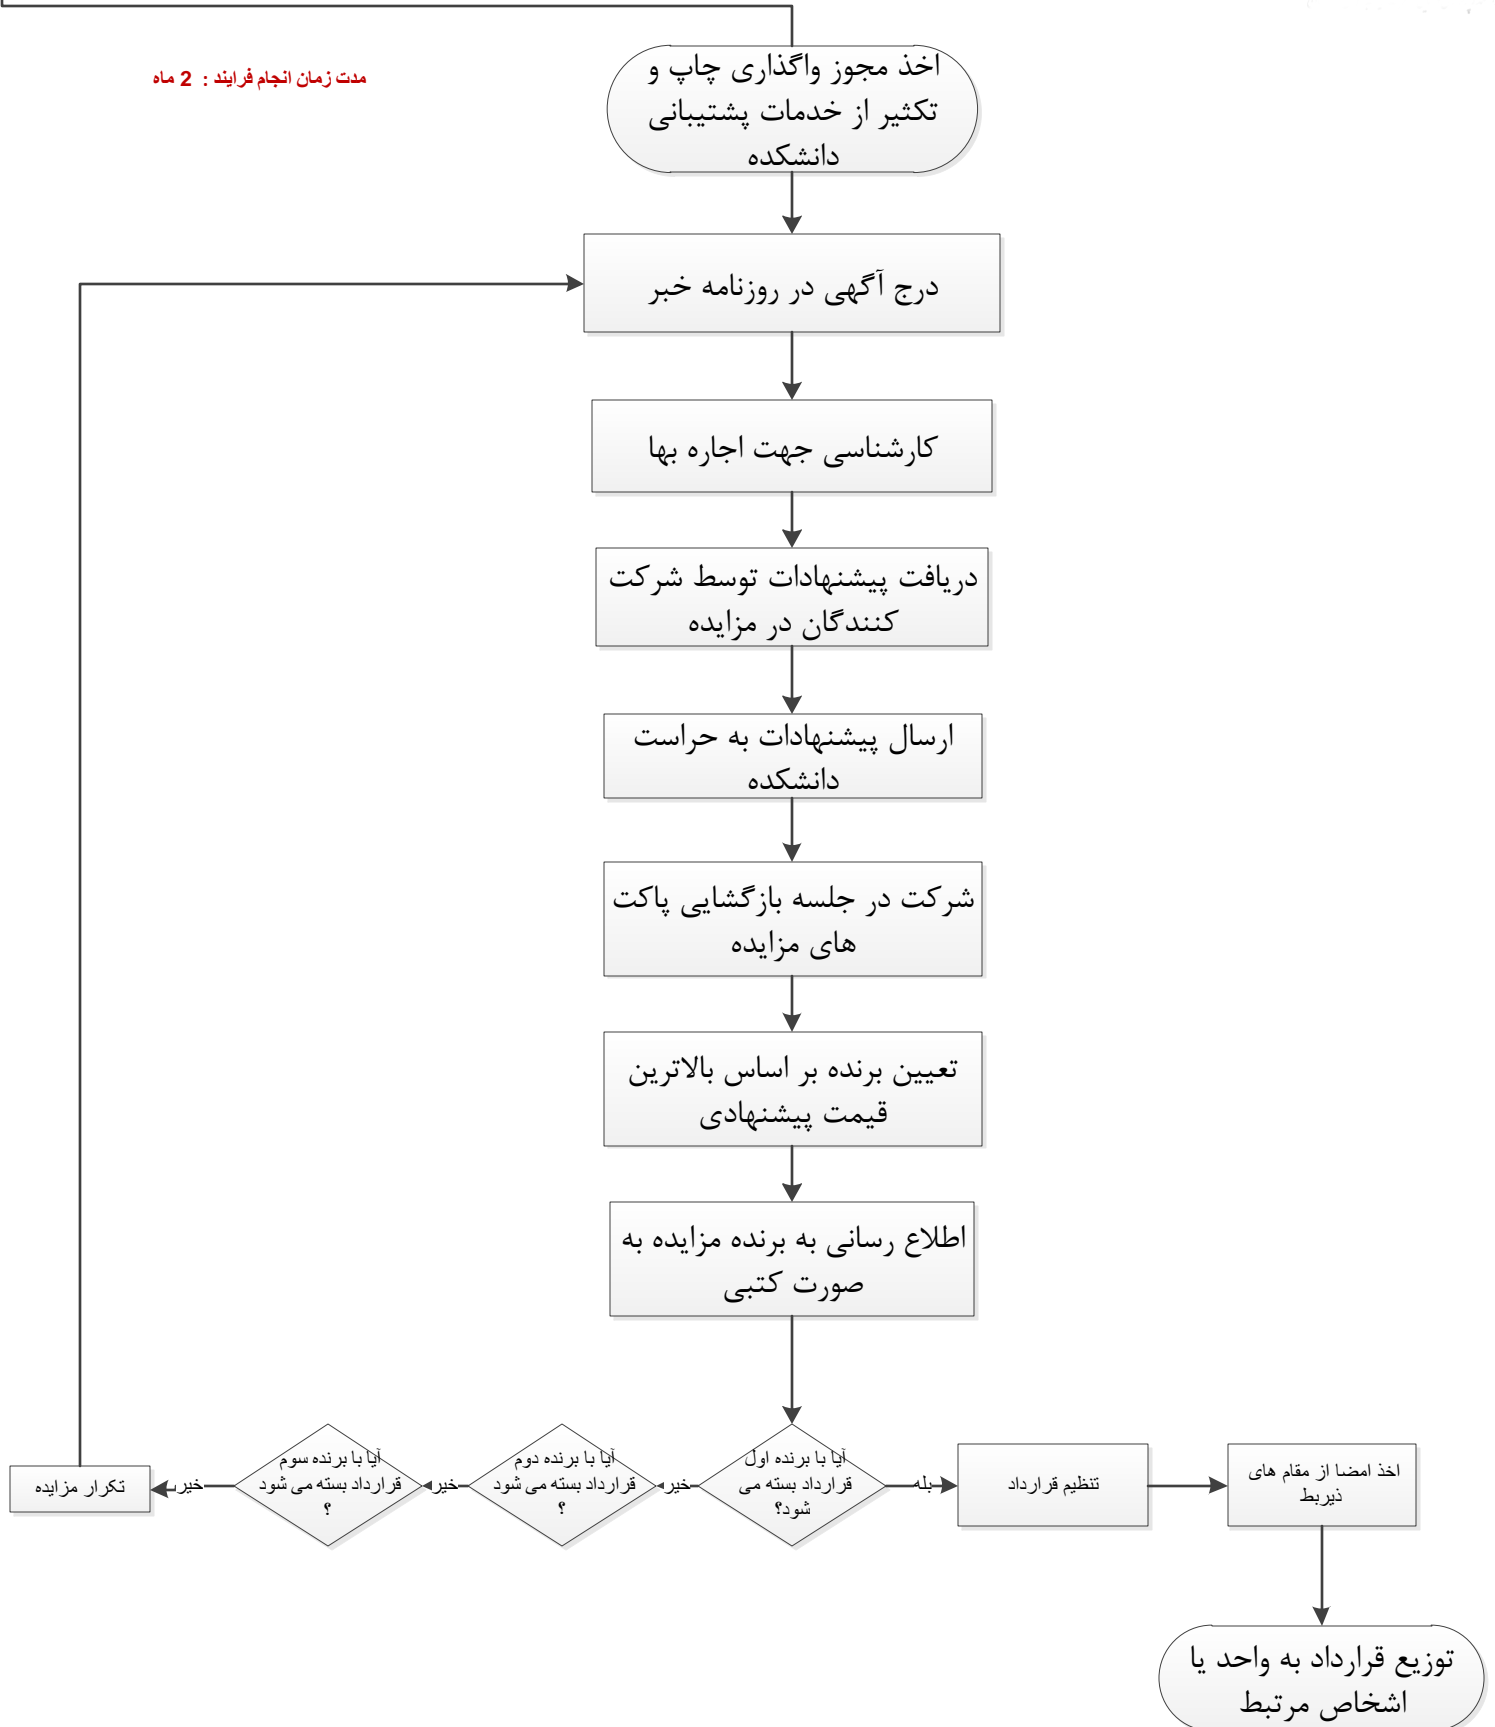 مدت زمان انجام فرایند : 2 ماه
اخذ مجوز واگذاری چاپ و
تکثیر از خدمات پشتیبانی
دانشکده
درج آگهی در روزنامه خبر
کارشناسی جهت اجاره بها
دریافت پیشنهادات توسط شرکت
کنندگان در مزایده
ارسال پیشنهادات به حراست
دانشکده
شرکت در جلسه بازگشایی پاکت
های مزایده
تعیین برنده بر اساس بالاترین
قیمت پیشنهادی
اطلاع رسانی به برنده مزایده به
صورت کتبی
آیا با برنده اول
قرارداد بسته می
شود؟
بله
تنظیم قرارداد
اخذ امضا از مقام های
ذیربط
توزیع قرارداد به واحد یا
اشخاص مرتبط
خیر
آیا با برنده دوم
قرارداد بسته می شود
؟
خیر
آیا با برنده سوم
قرارداد بسته می شود
؟
خیر
تکرار مزایده